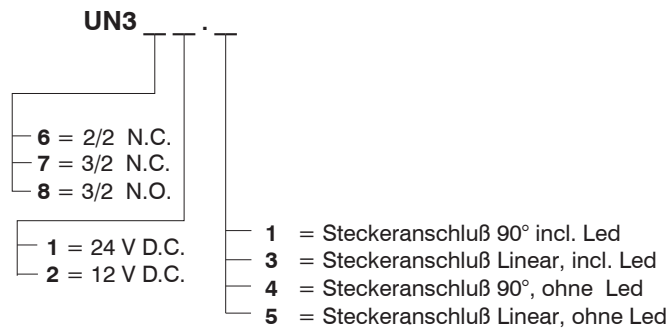 UN3 _ _ . _
6 = 2/2 N.C.
7 = 3/2 N.C.
8 = 3/2 N.O.
1 = 24 V D.C.
2 = 12 V D.C.
1 = Steckeranschluß 90° incl. Led
3 = Steckeranschluß Linear, incl. Led
4 = Steckeranschluß 90°, ohne Led
5 = Steckeranschluß Linear, ohne Led